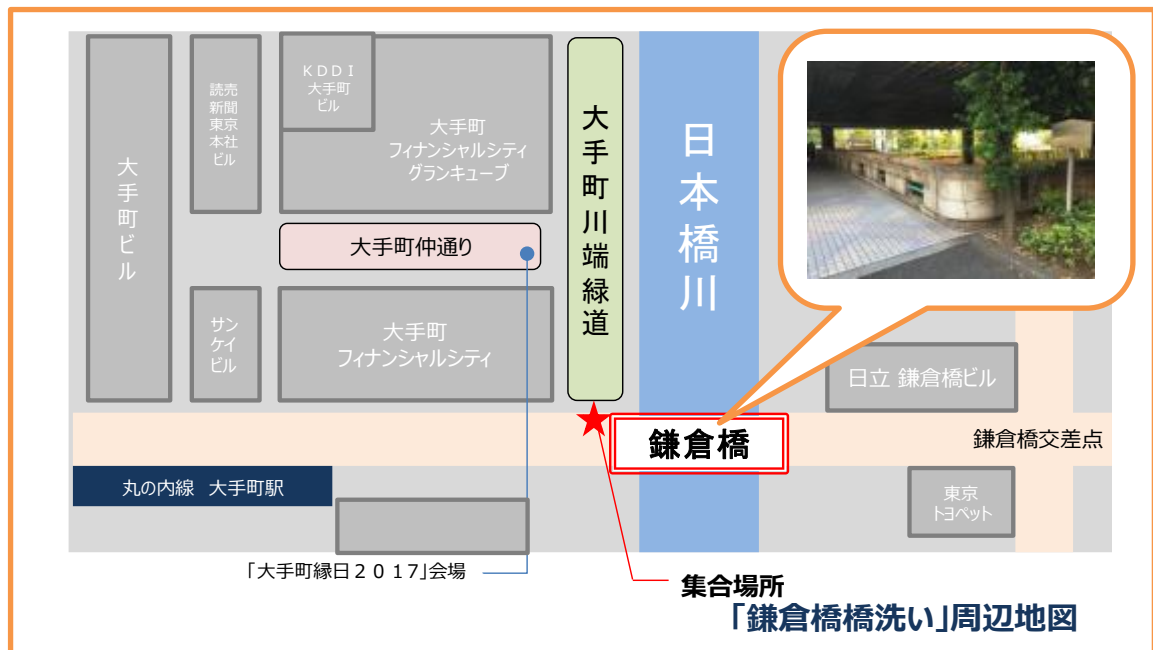 大手町ビル
読売
新聞
東京
本社
ビル
ＫＤＤＩ
大手町
ビル
大手町
フィナンシャルシティ
グランキューブ
大手町川端緑道
日本橋川
大手町仲通り
サン
ケイ
ビル
大手町
フィナンシャルシティ
日立 鎌倉橋ビル
鎌倉橋
鎌倉橋交差点
丸の内線 大手町駅
東京
トヨペット
「大手町縁日２０１７」会場
集合場所
「鎌倉橋橋洗い」周辺地図